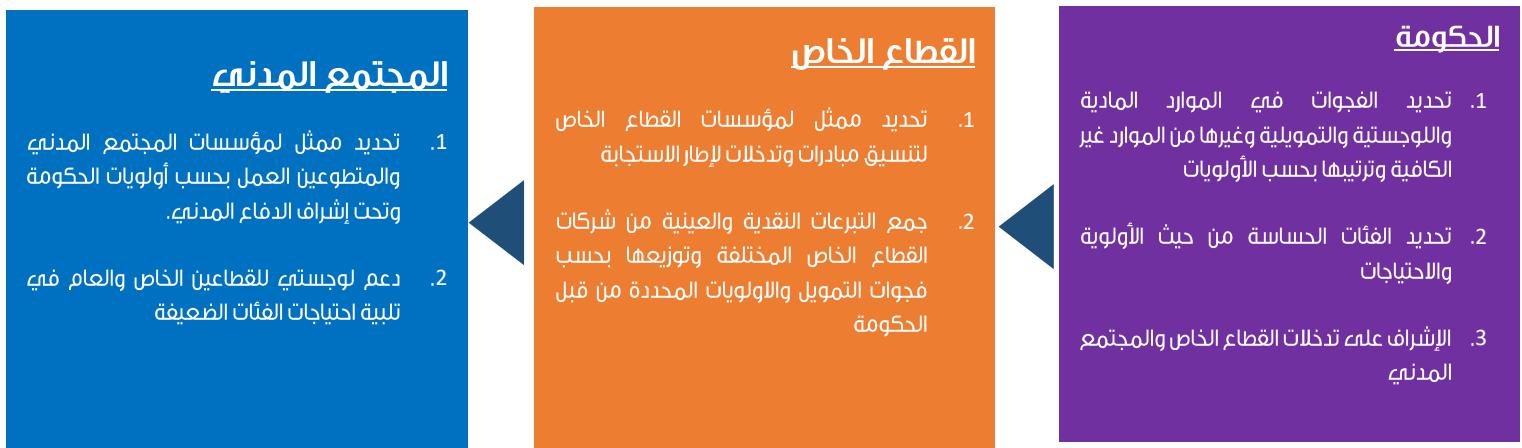 الحكومة
1. تحديد الفجوات في الموارد المادية
واللوجستية والتمويلية وغيرها من الموارد غير
الكافية وترتيبها بحسب الأولويات
2. تحديد الفئات الحساسة من حيث الأولوية
والاحتياجات
3. الإشراف على تدخلات القطاع الخاص والمجتمع
المدني
القطاع الخاص
1. تحديد ممثل لمؤسسات القطاع الخاص
لتنسيق مبادرات وتدخلات لإطار الاستجابة
2. جمع التبرعات النقدية والعينية من شركات
القطاع الخاص المختلفة وتوزيعها بحسب
فجوات التمويل والاولويات المحددة من قبل
الحكومة
المجتمع المدني
1. تحديد ممثل لمؤسسات المجتمع المدني
والمتطوعين العمل بحسب أولويات الحكومة
وتحت إشراف الدفاع المدني.
2. دعم لوجستي للقطاعين الخاص والعام في
تلبية احتياجات الفئات الضعيفة